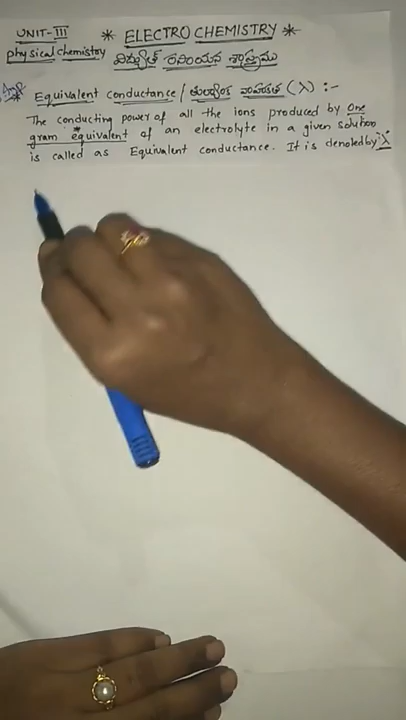 UNIT-III * ELECTRO CHEMISTRY *
physical chemistry విద్యుత్ రసాయన శాస్త్రము
Imp
* Equivalent conductance / తుల్యాంక వాహకత (λ) :-
The conducting power of all the ions produced by One
gram equivalent of an electrolyte in a given solution
is called as Equivalent conductance. It is denoted by "λ"